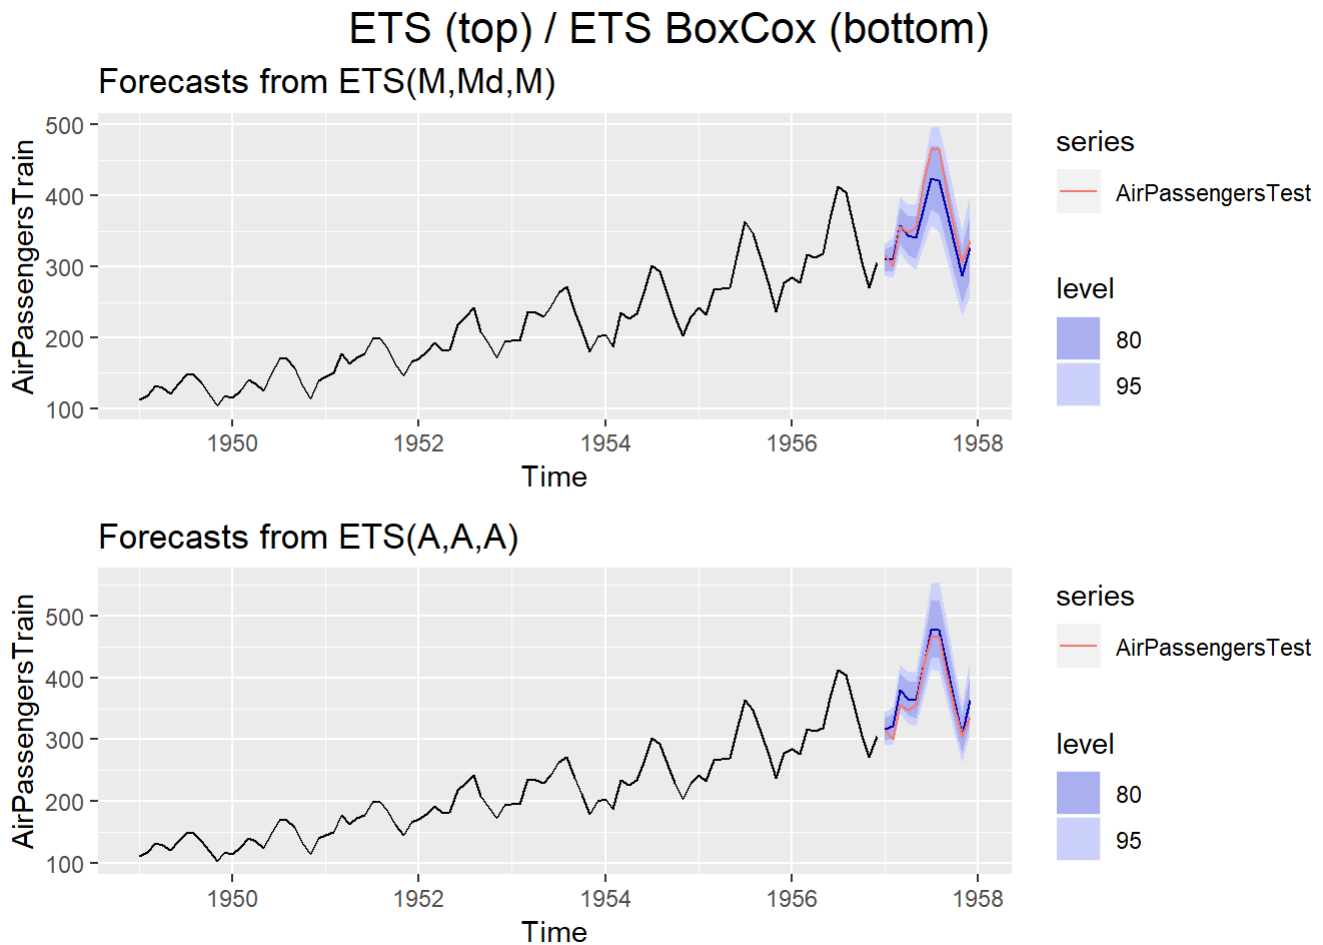 ETS (top) / ETS BoxCox (bottom)
Forecasts from ETS(M,Md,M)
AirPassengersTrain
500
400
300
200
100
1950 1952 1954 1956 1958
Time
series
AirPassengersTest
level
80
95
Forecasts from ETS(A,A,A)
AirPassengersTrain
500
400
300
200
100
1950 1952 1954 1956 1958
Time
series
AirPassengersTest
level
80
95